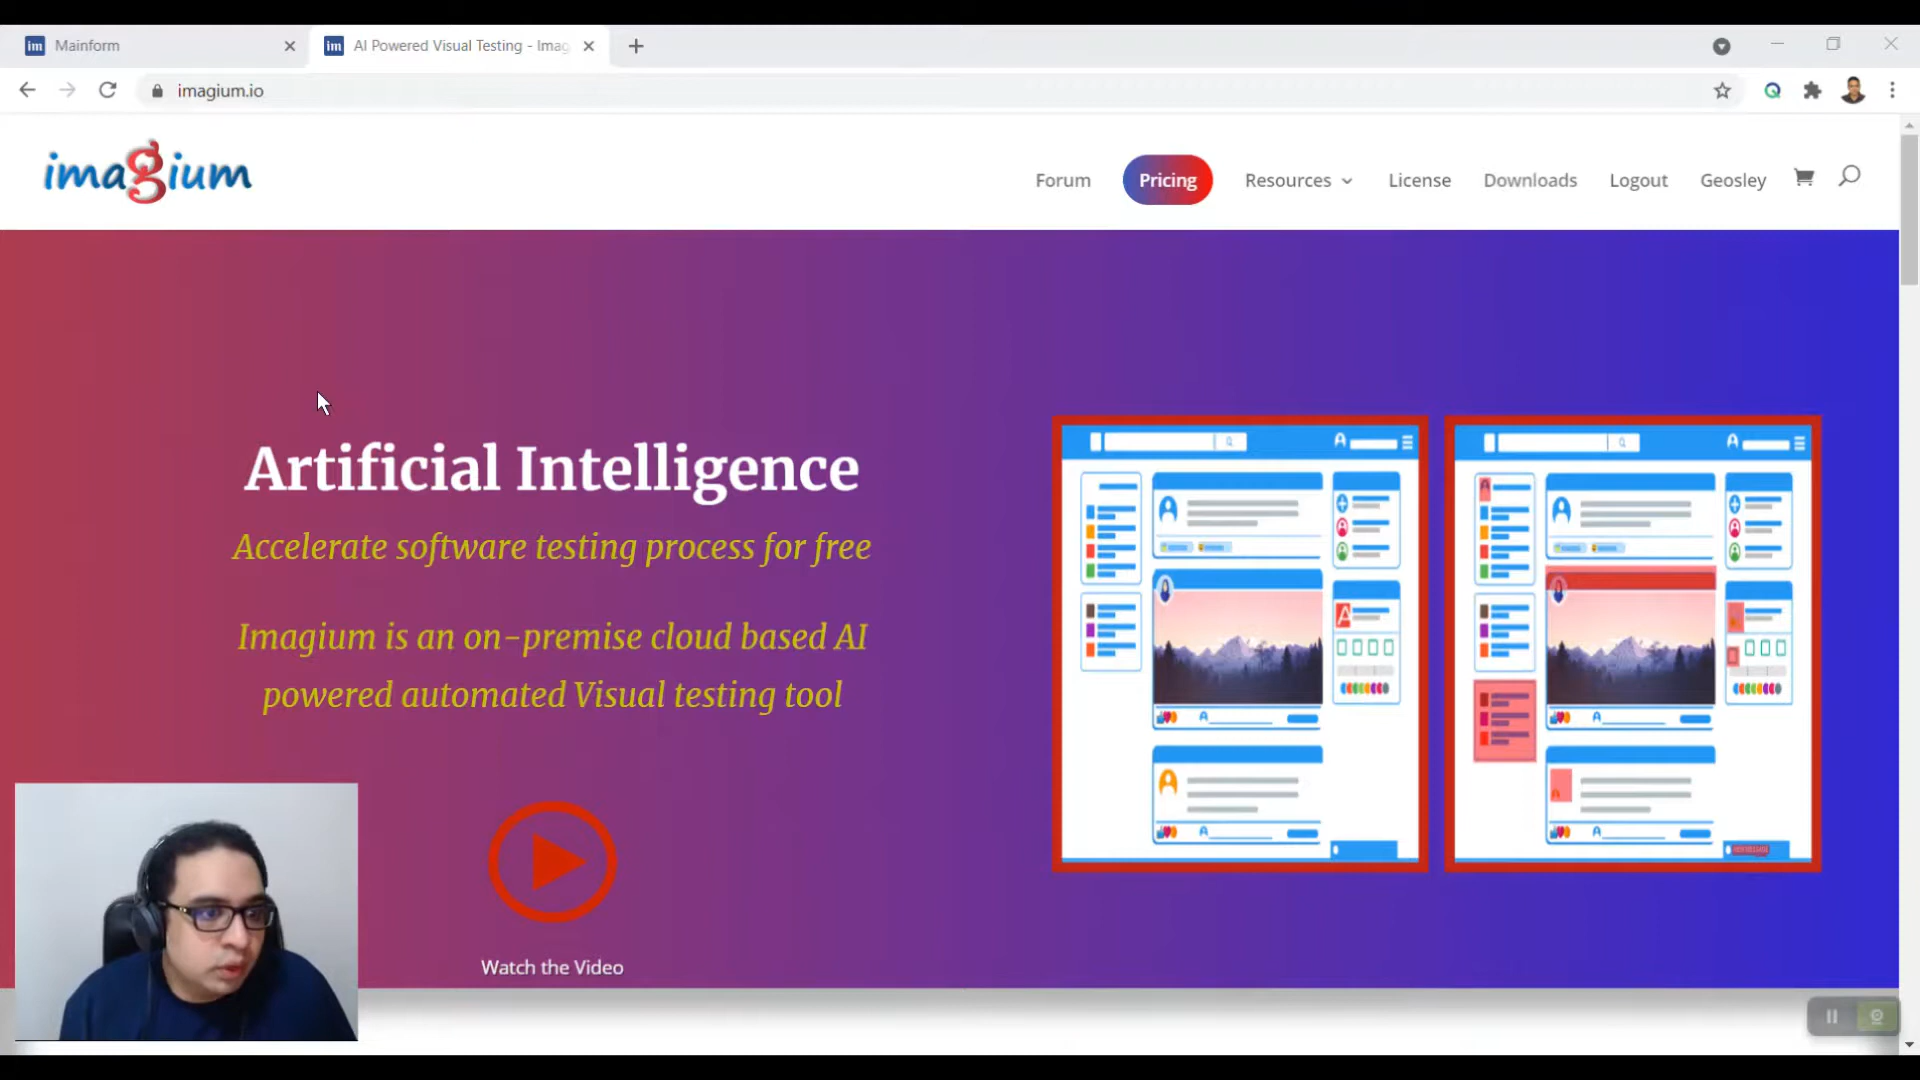 Mainform
AI Powered Visual Testing - Imag
imagium.io
imagium
Forum
Pricing
Resources
License
Downloads
Logout
Geosley
Artificial Intelligence
Accelerate software testing process for free
Imagium is an on-premise cloud based AI
powered automated Visual testing tool
Watch the Video